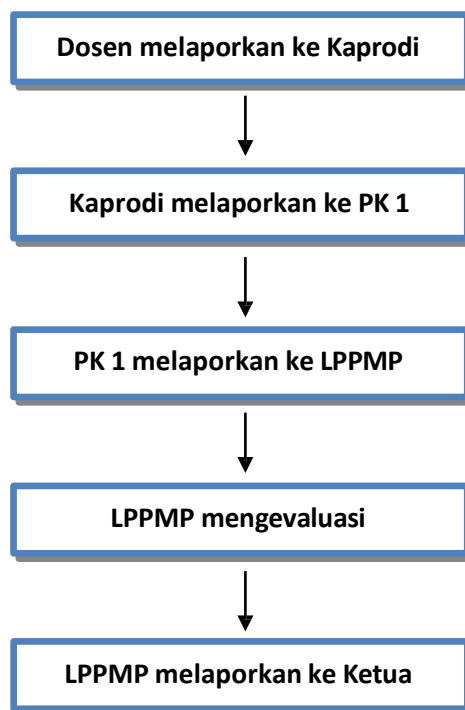 Dosen melaporkan ke Kaprodi
Kaprodi melaporkan ke PK 1
PK 1 melaporkan ke LPPMP
LPPMP mengevaluasi
LPPMP melaporkan ke Ketua